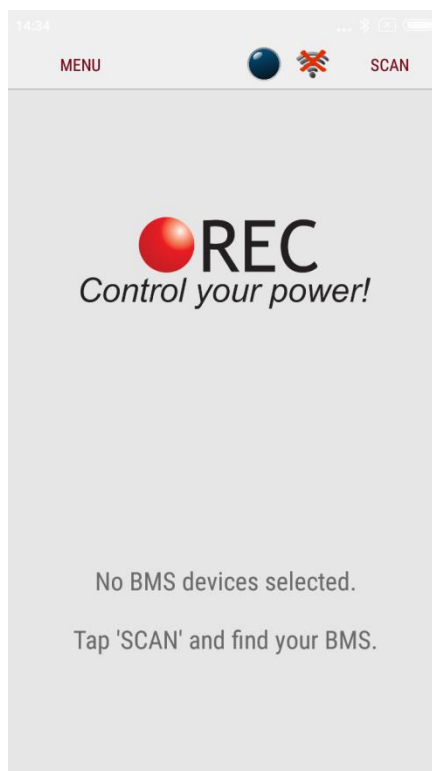 14:34
MENU SCAN
REC
Control your power!
No BMS devices selected.
Tap 'SCAN' and find your BMS.